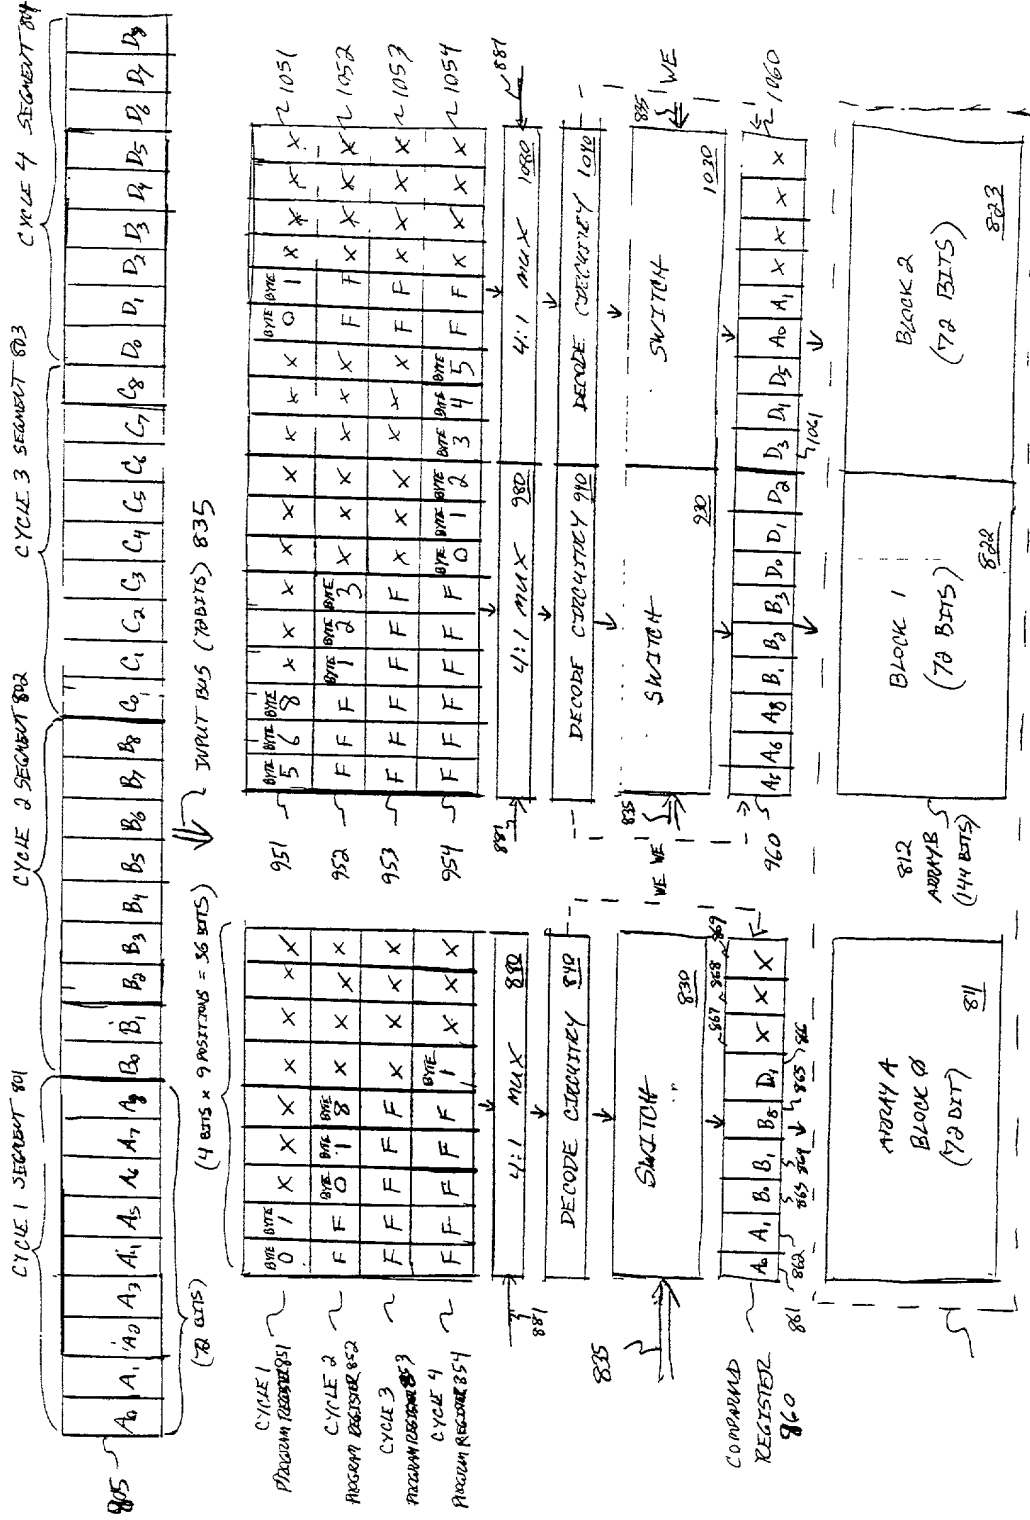 CYCLE 1 SEGMENT 801 CYCLE 2 SEGMENT 802 CYCLE 3 SEGMENT 803 CYCLE 4 SEGMENT 804
805 A0 A1 A2 A3 A4 A5 A6 A7 A8 B0 B1 B2 B3 B4 B5 B6 B7 B8 C0 C1 C2 C3 C4 C5 C6 C7 C8 D0 D1 D2 D3 D4 D5 D6 D7 D8
(72 BITS)
INPUT BUS (72 BITS) 835
(4 BITS x 9 POSITIONS = 36 BITS)
CYCLE 1
PROGRAM REGISTER 851
BYTE 0 BYTE 1 X X X X X X X
951 BYTE 5 BYTE 6 BYTE 8 X X X X X X
X X X BYTE 0 BYTE 1 X X X X 1051
CYCLE 2
PROGRAM REGISTER 852
F F BYTE 0 BYTE 1 BYTE 8 X X X X
952 F F F BYTE 1 BYTE 2 BYTE 3 X X X
X X X F F X X X X 1052
CYCLE 3
PROGRAM REGISTER 853
F F F F F X X X X
953 F F F F F F X X X
X X X F F X X X X 1053
CYCLE 4
PROGRAM REGISTER 854
F F F F F BYTE 1 X X X
954 F F F F F F BYTE 0 BYTE 1 BYTE 2
BYTE 3 BYTE 4 BYTE 5 F F X X X X 1054
881 4:1 MUX 880
881 4:1 MUX 980
4:1 MUX 1080 881
DECODE CIRCUITRY 840
DECODE CIRCUITRY 940
DECODE CIRCUITRY 1040
835 SWITCH 830
WE WE
835 SWITCH 930
SWITCH 1030 835
WE
COMPARAND
REGISTER
860
A0 A1 B0 B1 B8 D1 X X X
861 862 863 864 865 866 867 868 869
960 A5 A6 A8 B1 B2 B3 D0 D1 D2
D3 D4 D5 A0 A1 X X X X 1060
1061
ARRAY A
BLOCK Ø
(72 BIT)
811
812
ARRAY B
(144 BITS)
BLOCK 1
(72 BITS)
822
BLOCK 2
(72 BITS)
823